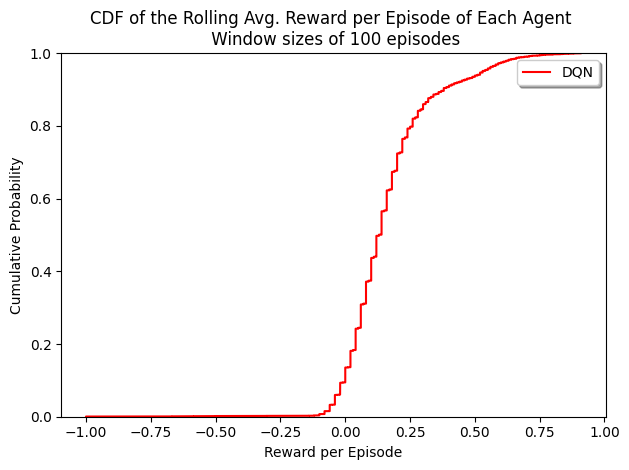 CDF of the Rolling Avg. Reward per Episode of Each Agent
Window sizes of 100 episodes
DQN
Cumulative Probability
1.0
0.8
0.6
0.4
0.2
0.0
−1.00 −0.75 −0.50 −0.25 0.00 0.25 0.50 0.75 1.00
Reward per Episode